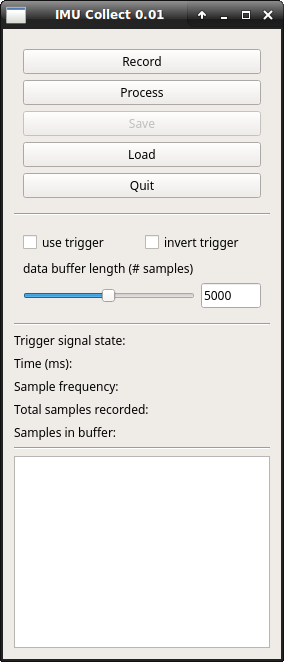 IMU Collect 0.01
Record
Process
Save
Load
Quit
use trigger invert trigger
data buffer length (# samples)
5000
Trigger signal state:
Time (ms):
Sample frequency:
Total samples recorded:
Samples in buffer: